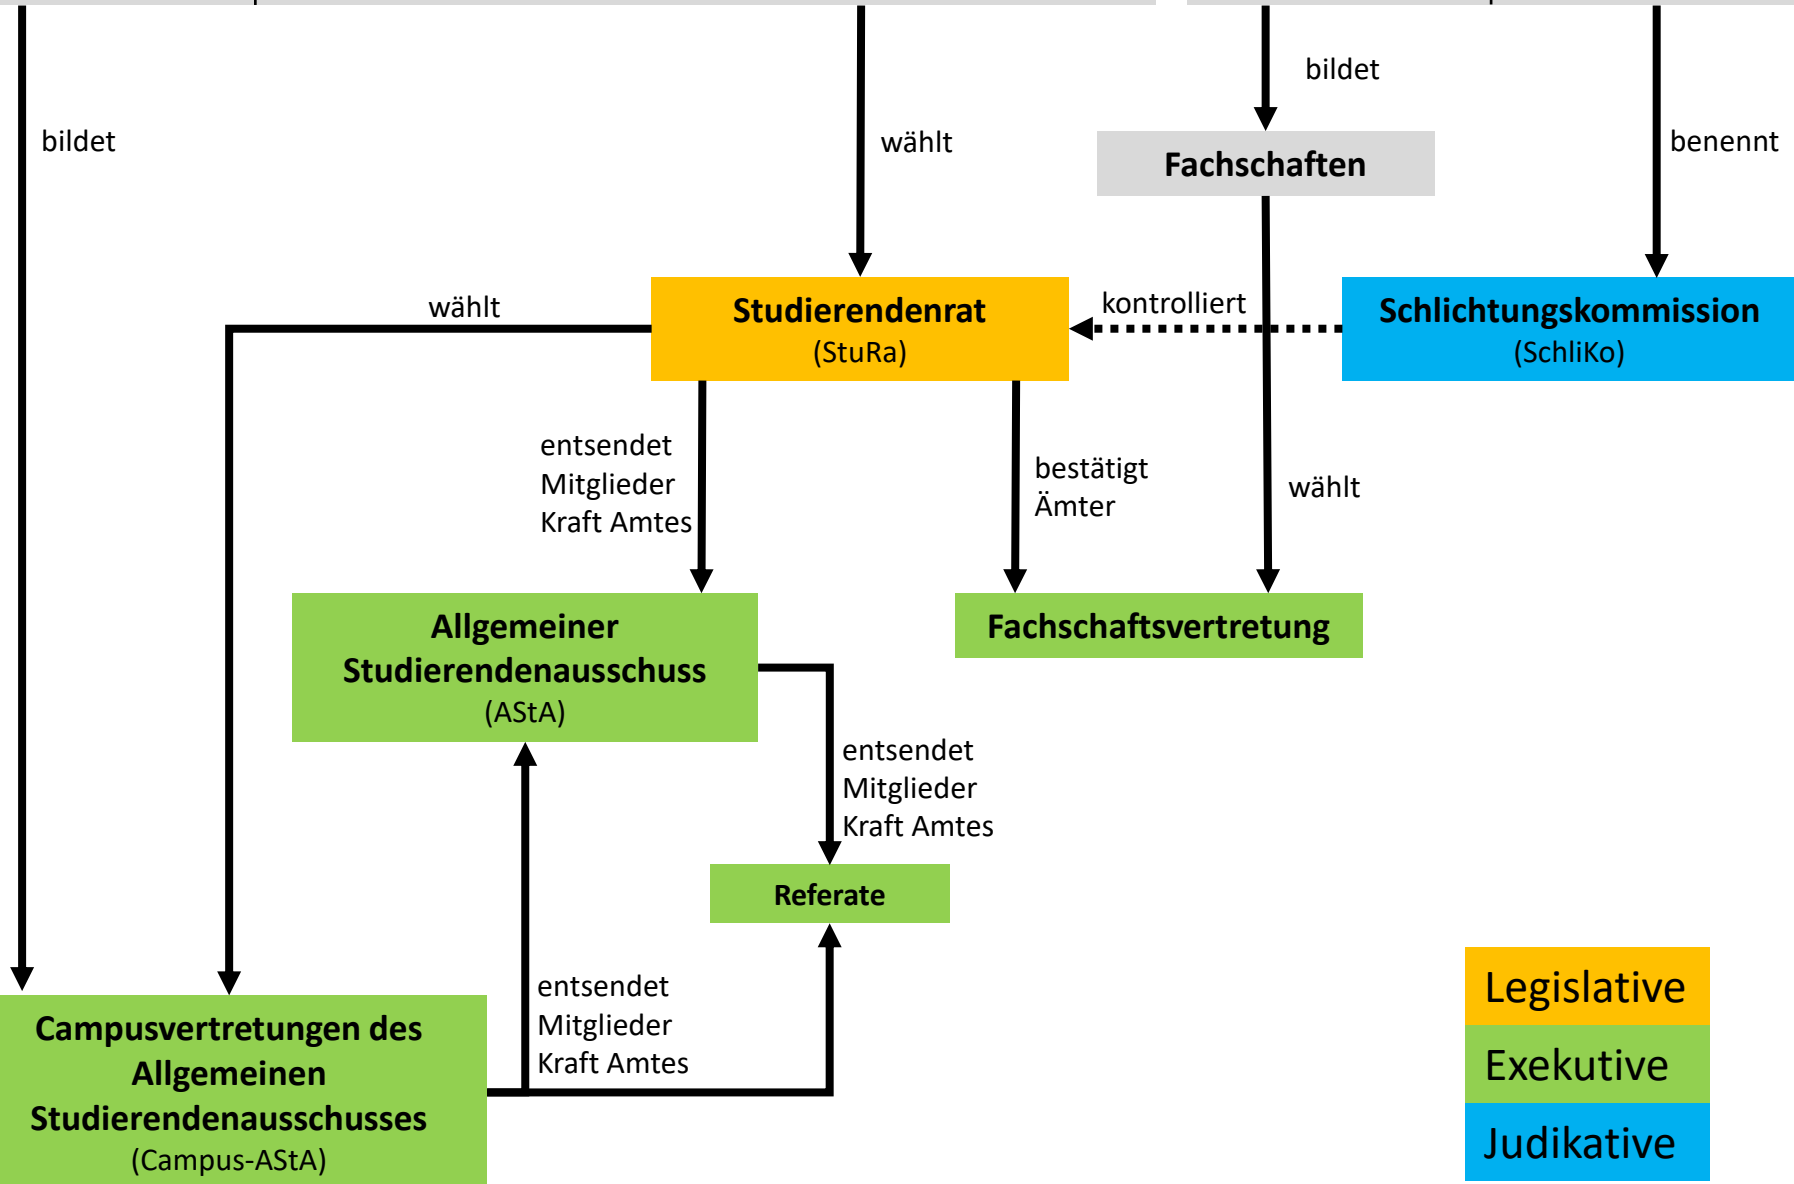 bildet
bildet
wählt
benennt
Fachschaften
wählt
Studierendenrat
(StuRa)
kontrolliert
Schlichtungskommission
(SchliKo)
entsendet
Mitglieder
Kraft Amtes
bestätigt
Ämter
wählt
Allgemeiner
Studierendenausschuss
(AStA)
Fachschaftsvertretung
entsendet
Mitglieder
Kraft Amtes
Referate
entsendet
Mitglieder
Kraft Amtes
Campusvertretungen des
Allgemeinen
Studierendenausschusses
(Campus-AStA)
Legislative
Exekutive
Judikative